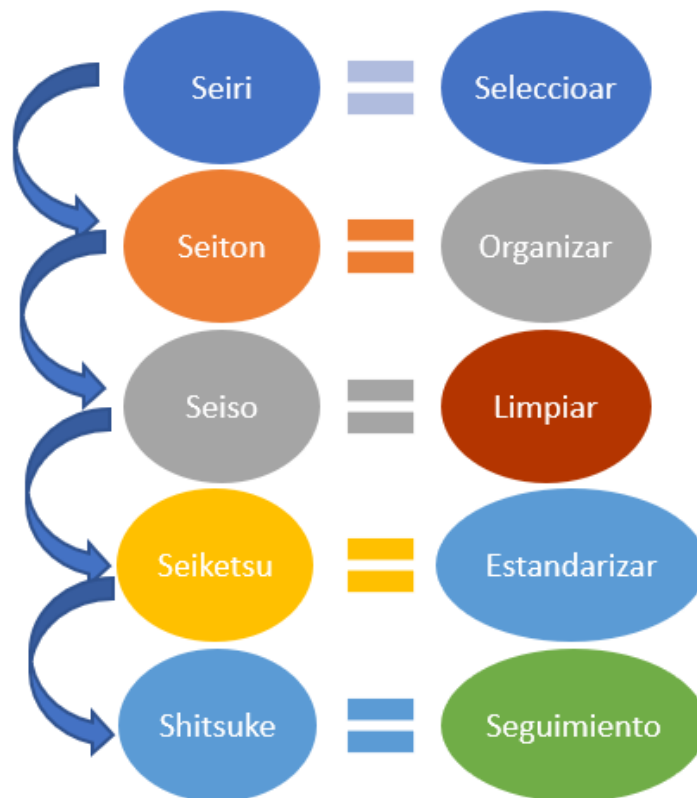 Seiri
Seleccioar
Seiton
Organizar
Seiso
Limpiar
Seiketsu
Estandarizar
Shitsuke
Seguimiento